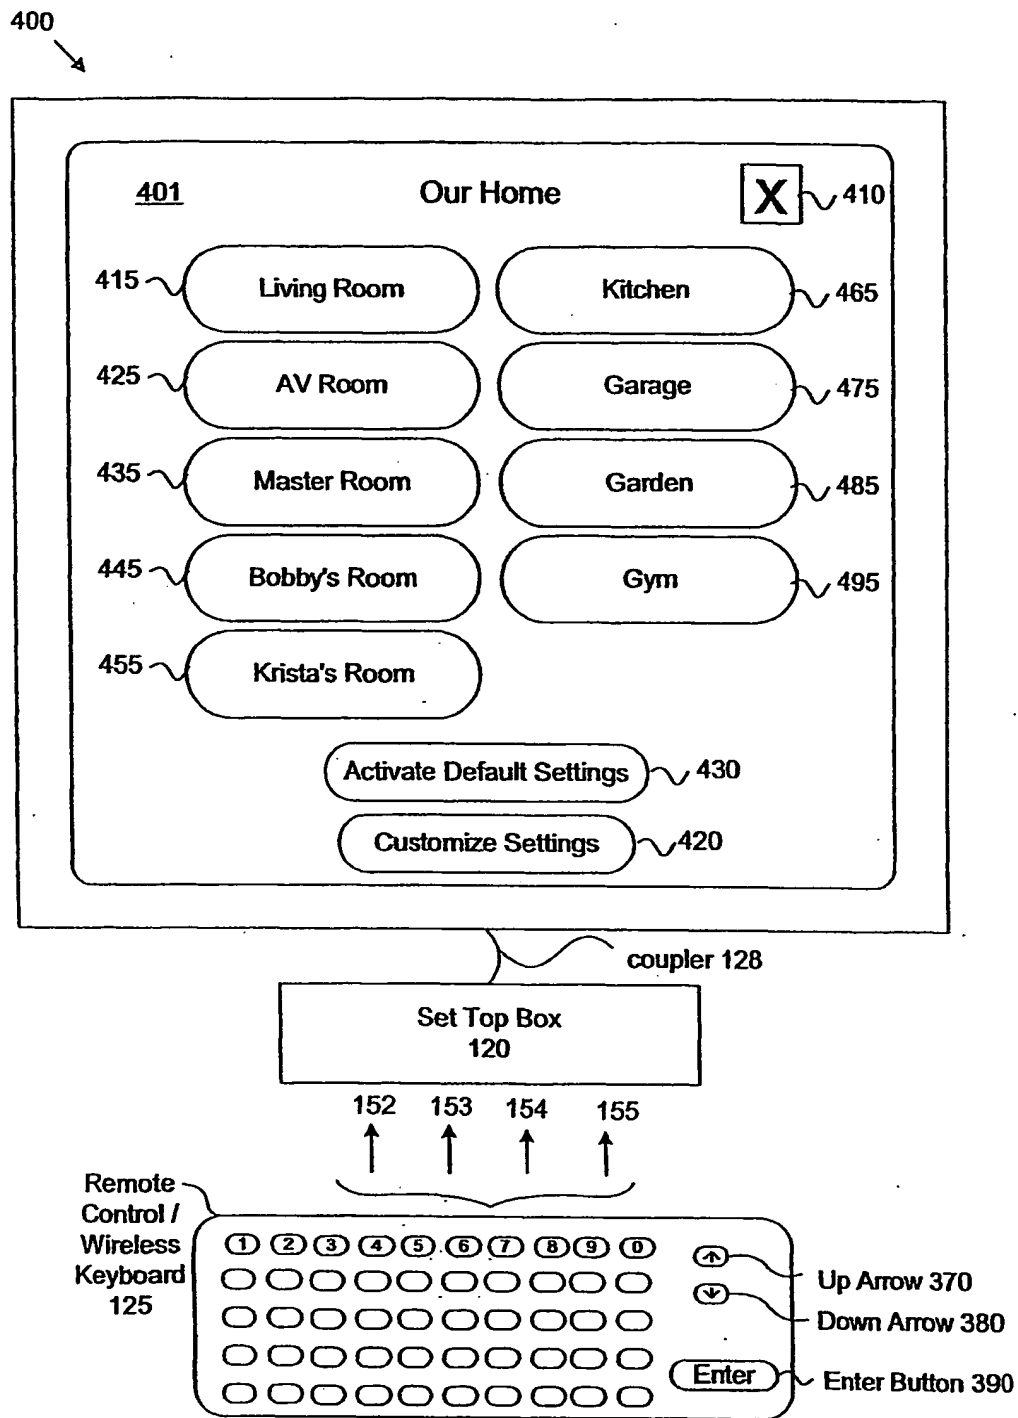 400
401 Our Home X 410
415 Living Room Kitchen 465
425 AV Room Garage 475
435 Master Room Garden 485
445 Bobby's Room Gym 495
455 Krista's Room
Activate Default Settings 430
Customize Settings 420
coupler 128
Set Top Box
120
152 153 154 155
Remote
Control /
Wireless
Keyboard
125
1 2 3 4 5 6 7 8 9 0
Up Arrow 370
Down Arrow 380
Enter Enter Button 390